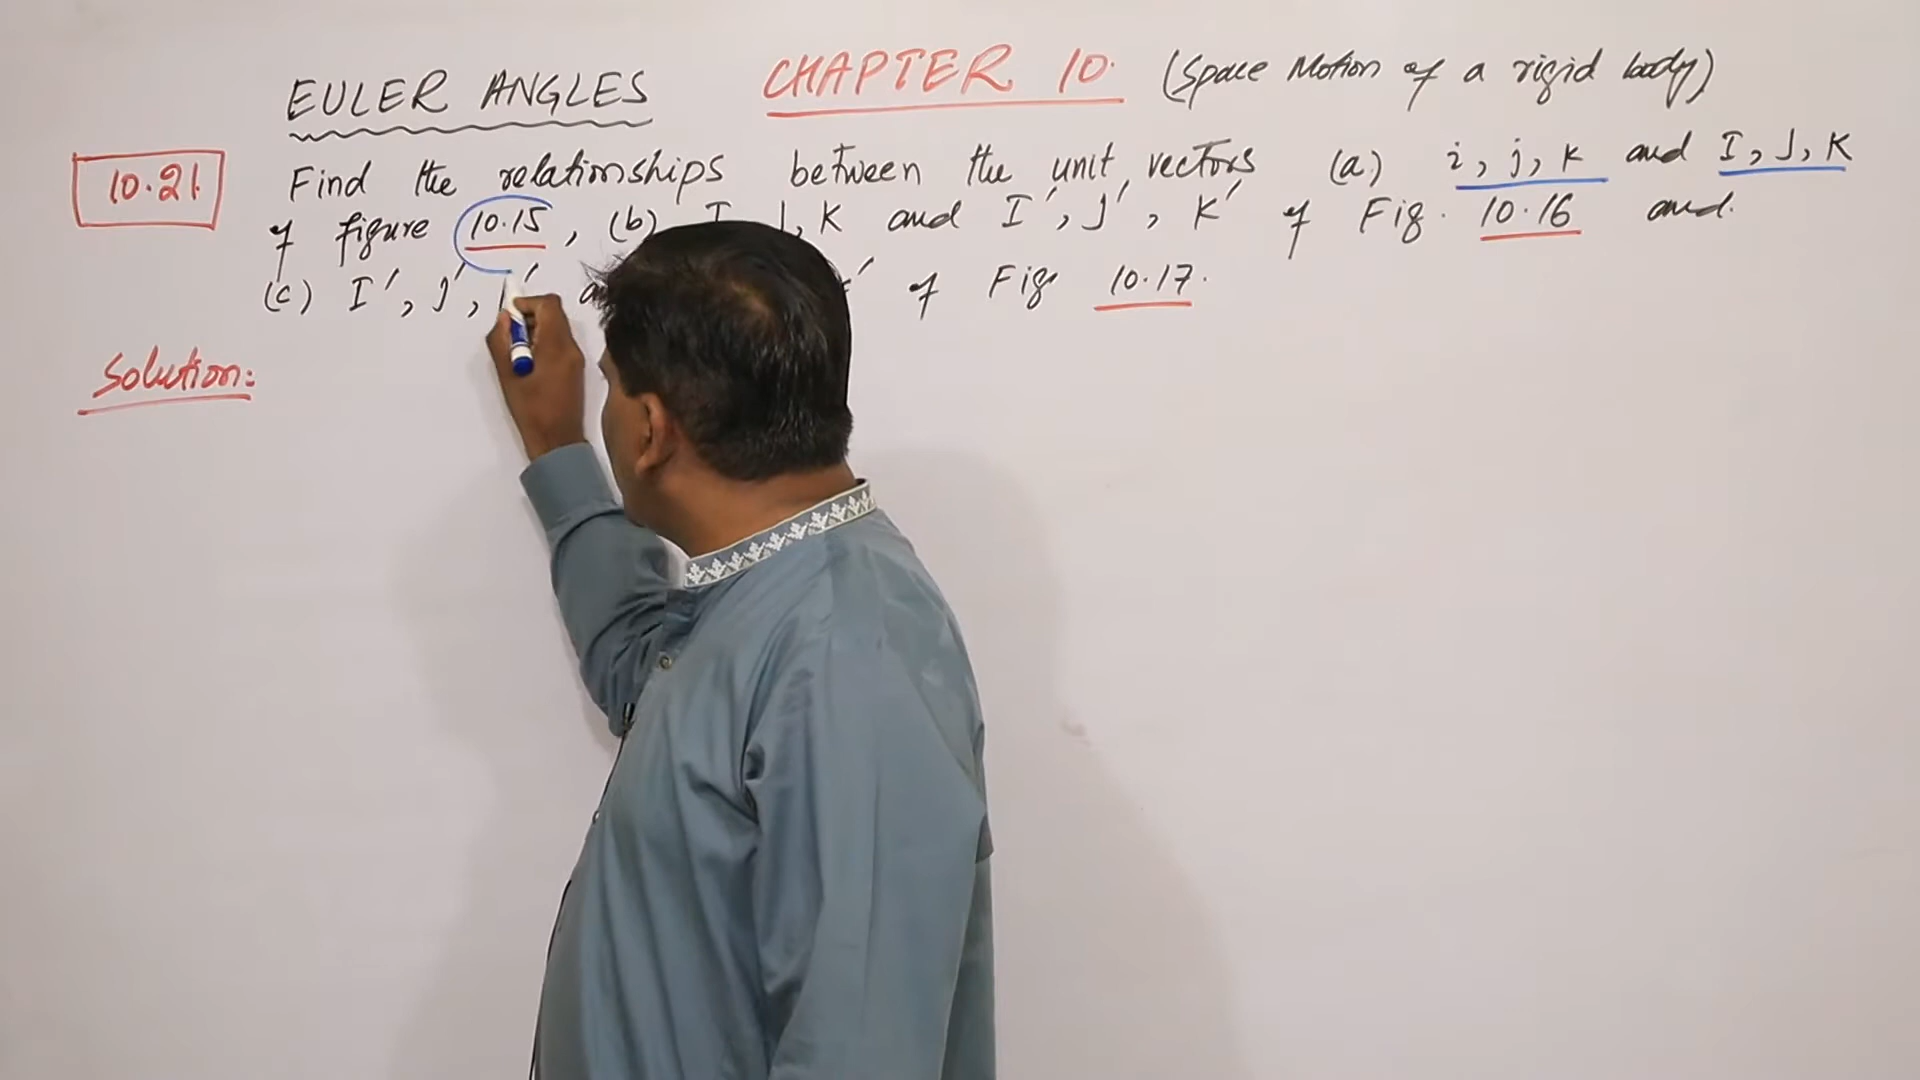 EULER ANGLES CHAPTER 10. (Space Motion of a rigid body)
10.21. Find the relationships between the unit vectors (a) i, j, k and I, J, K
of figure 10.15, (b) I J, K and I', J', K' of Fig. 10.16 and.
(c) I', J', of Fig. 10.17.
Solution: